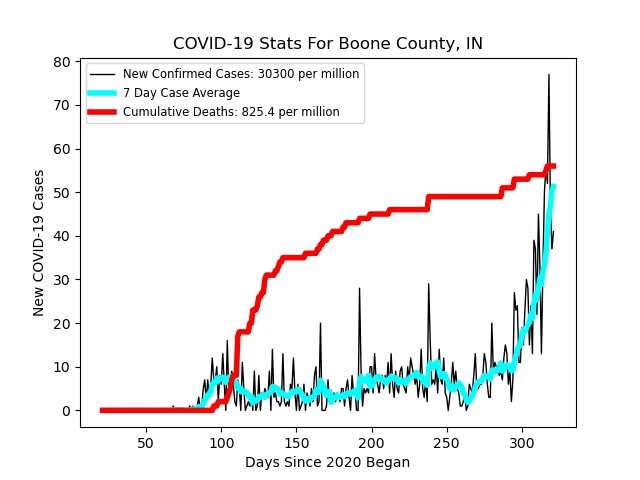 COVID-19 Stats For Boone County, IN
New Confirmed Cases: 30300 per million
7 Day Case Average
Cumulative Deaths: 825.4 per million
New COVID-19 Cases
80
70
60
50
40
30
20
10
0
50 100 150 200 250 300
Days Since 2020 Began